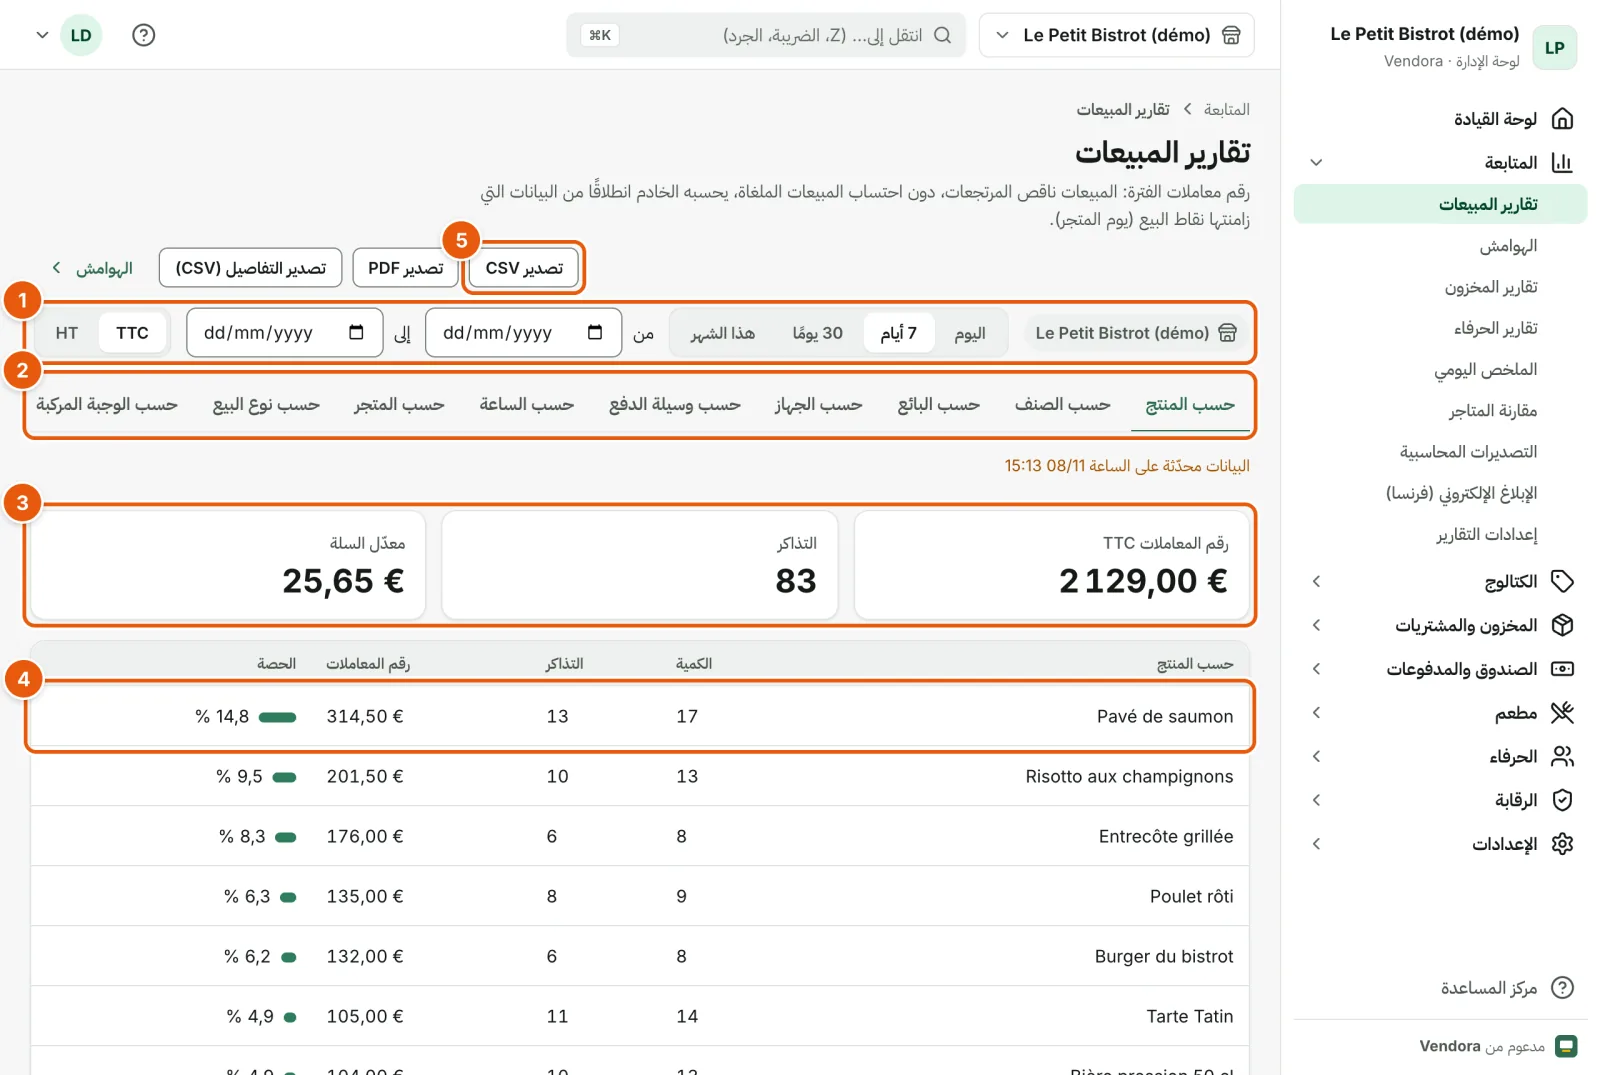 Le Petit Bistrot (démo)
لوحة الإدارة · Vendora
LP
لوحة القيادة
المتابعة
تقارير المبيعات
الهوامش
تقارير المخزون
تقارير الحرفاء
الملخص اليومي
مقارنة المتاجر
التصديرات المحاسبية
الإبلاغ الإلكتروني (فرنسا)
إعدادات التقارير
الكتالوج
المخزون والمشتريات
الصندوق والمدفوعات
مطعم
الحرفاء
الرقابة
الإعدادات
مركز المساعدة
مدعوم من Vendora
Le Petit Bistrot (démo)
انتقل إلى... (Z، الضريبة، الجرد)
⌘K
LD
المتابعة
تقارير المبيعات
تقارير المبيعات
رقم معاملات الفترة: المبيعات ناقص المرتجعات، دون احتساب المبيعات الملغاة، يحسبه الخادم انطلاقًا من البيانات التي
زامنتها نقاط البيع (يوم المتجر).
5
تصدير CSV
تصدير PDF
تصدير التفاصيل (CSV)
الهوامش
1
Le Petit Bistrot (démo)
اليوم
7 أيام
30 يومًا
هذا الشهر
من
dd/mm/yyyy
إلى
dd/mm/yyyy
TTC
HT
2
حسب المنتج
حسب الصنف
حسب البائع
حسب الجهاز
حسب وسيلة الدفع
حسب الساعة
حسب المتجر
حسب نوع البيع
حسب الوجبة المركبة
البيانات محدّثة على الساعة 08/11 15:13
3
رقم المعاملات TTC
2 129,00 €
التذاكر
83
معدّل السلة
25,65 €
حسب المنتج
الكمية
التذاكر
رقم المعاملات
الحصة
4
Pavé de saumon 17 13 314,50 € % 14,8
Risotto aux champignons 13 10 201,50 € % 9,5
Entrecôte grillée 8 6 176,00 € % 8,3
Poulet rôti 9 8 135,00 € % 6,3
Burger du bistrot 8 6 132,00 € % 6,2
Tarte Tatin 14 11 105,00 € % 4,9